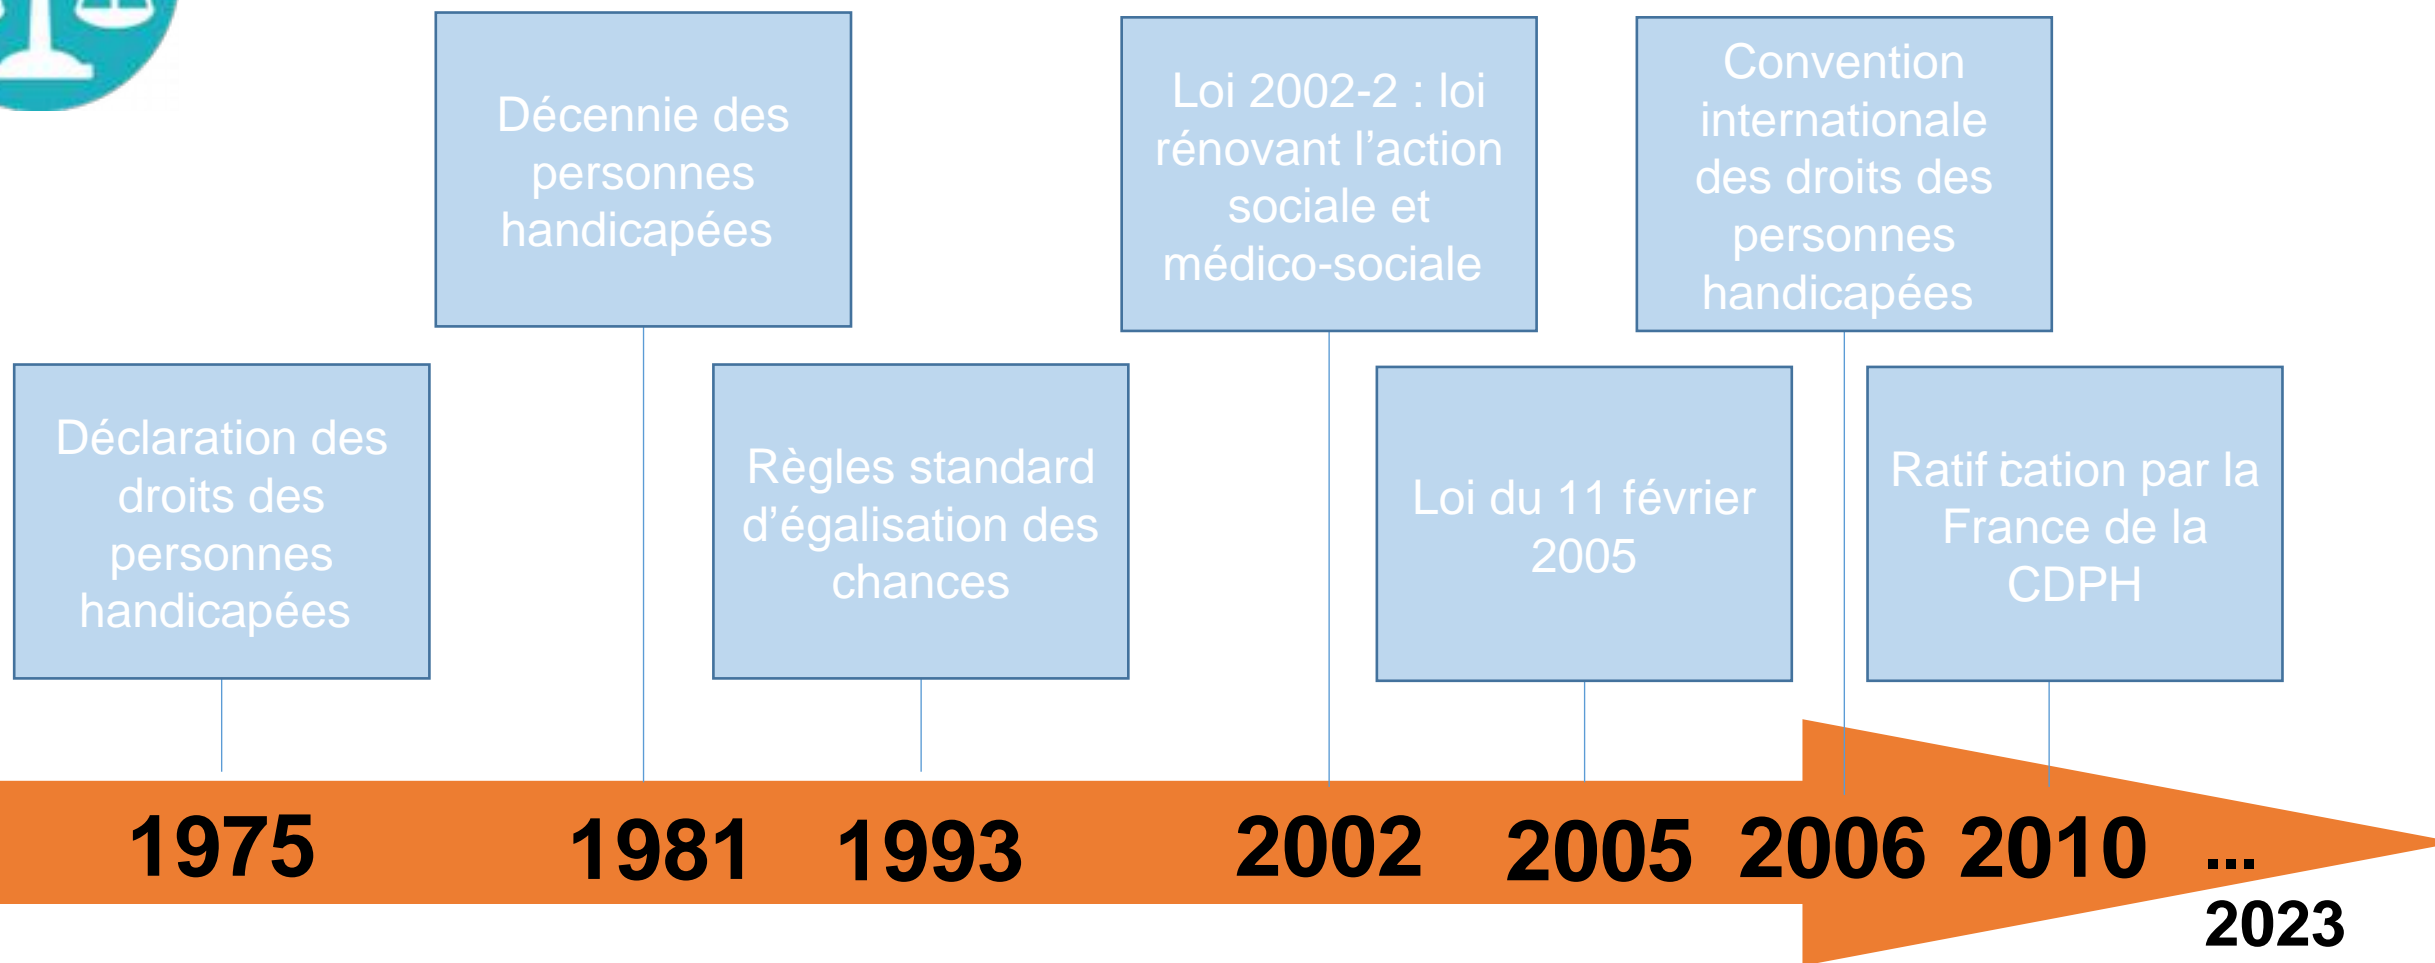 Décennie des
personnes
handicapées
Loi 2002-2 : loi
rénovant l’action
sociale et
médico-sociale
Convention
internationale
des droits des
personnes
handicapées
Déclaration des
droits des
personnes
handicapées
Règles standard
d’égalisation des
chances
Loi du 11 février
2005
Ratification par la
France de la
CDPH
1975
1981
1993
2002
2005
2006
2010
...
2023